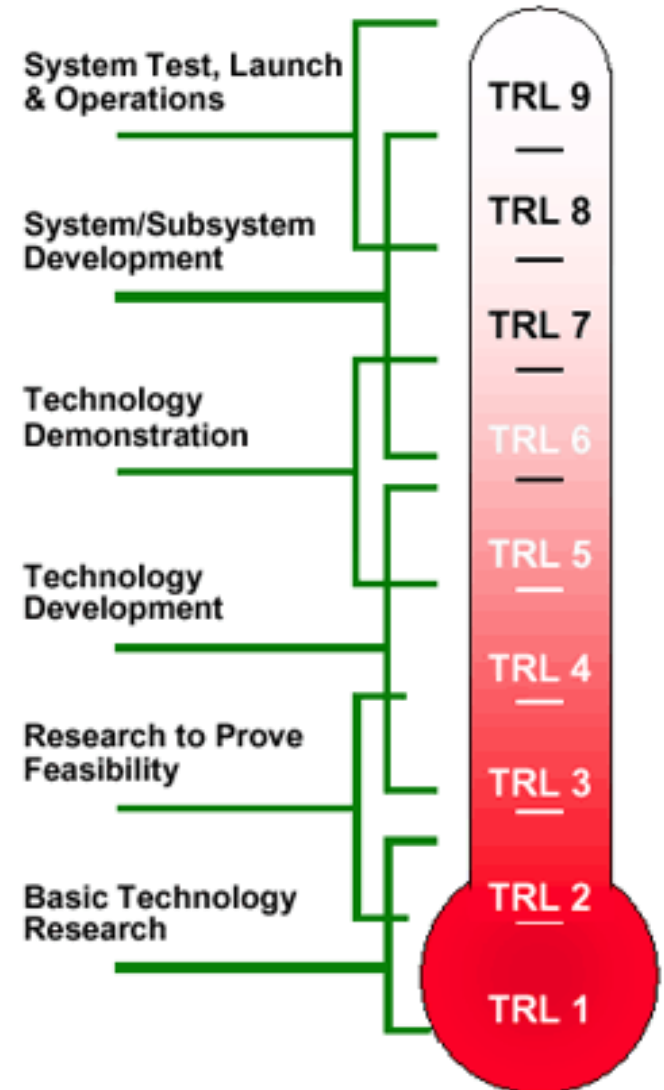 System Test, Launch
& Operations
System/Subsystem
Development
Technology
Demonstration
Technology
Development
Research to Prove
Feasibility
Basic Technology
Research
TRL 9
TRL 8
TRL 7
TRL 6
TRL 5
TRL 4
TRL 3
TRL 2
TRL 1